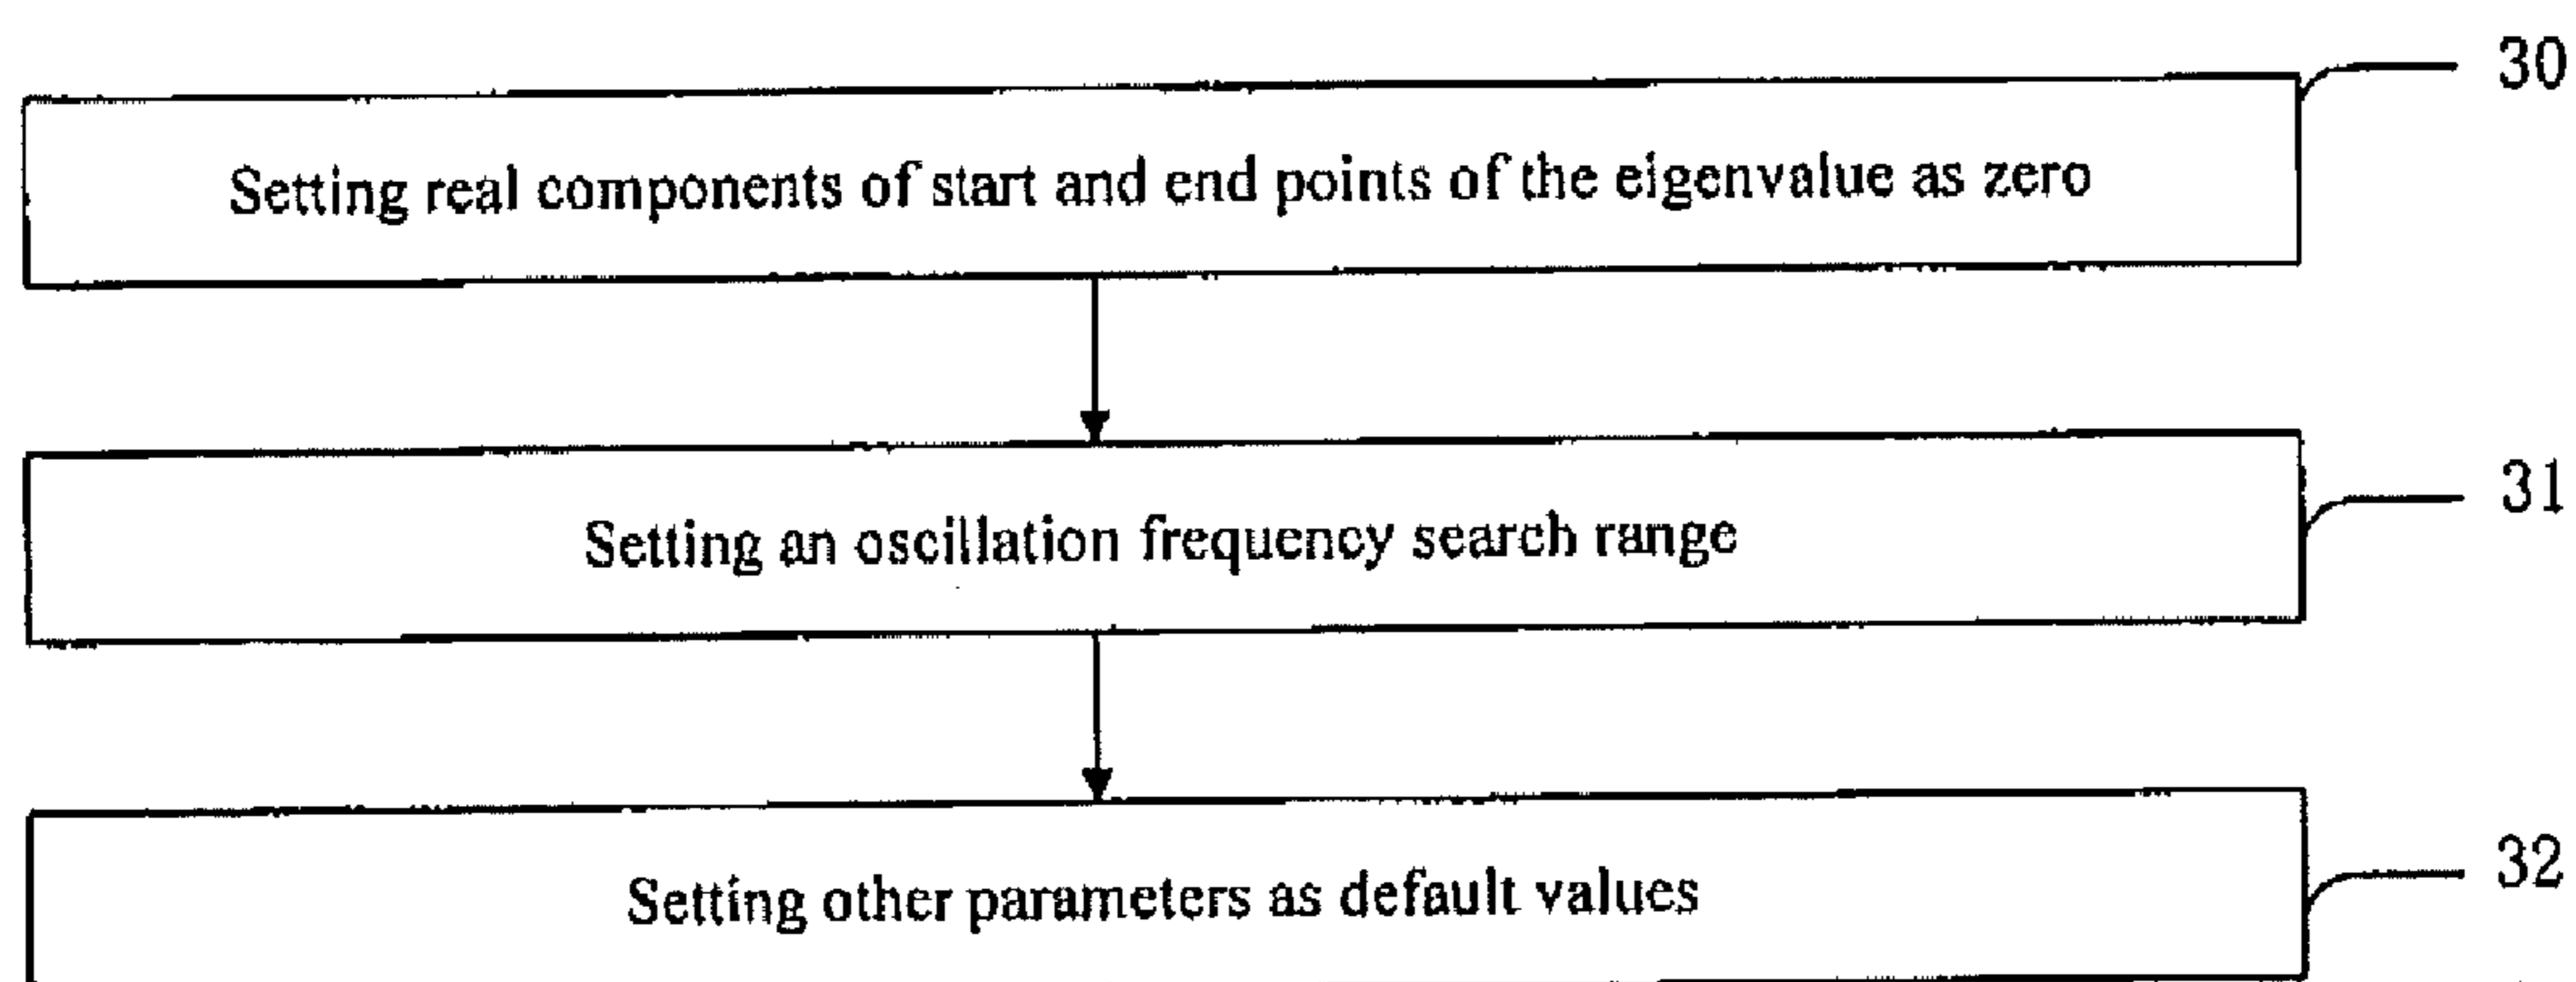 30
Setting real components of start and end points of the eigenvalue as zero
31
Setting an oscillation frequency search range
32
Setting other parameters as default values